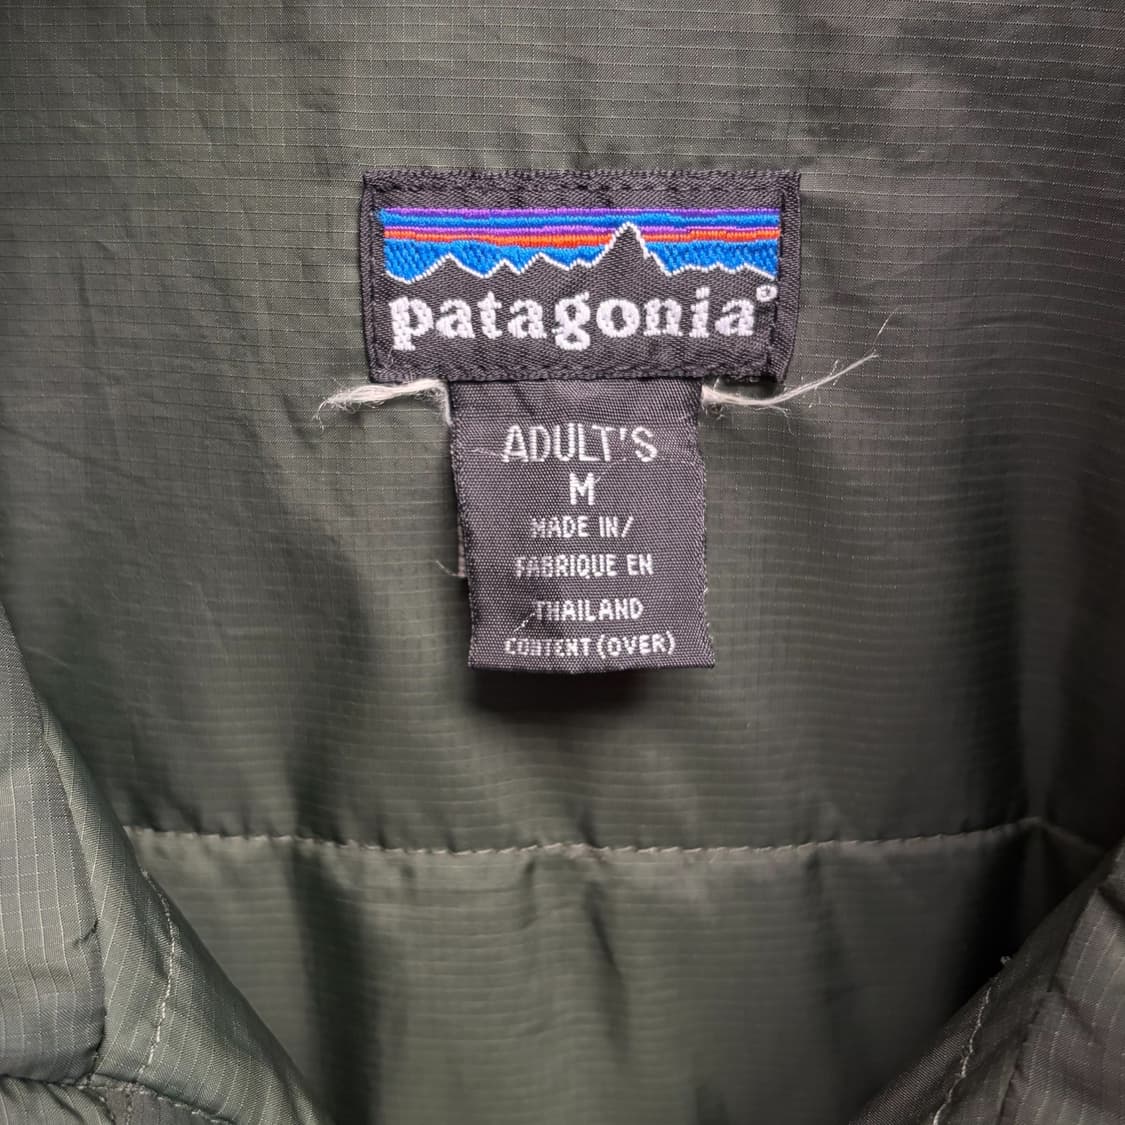 patagonia®
ADULT'S
M
MADE IN/
FABRIQUE EN
THAILAND
CONTENT (OVER)